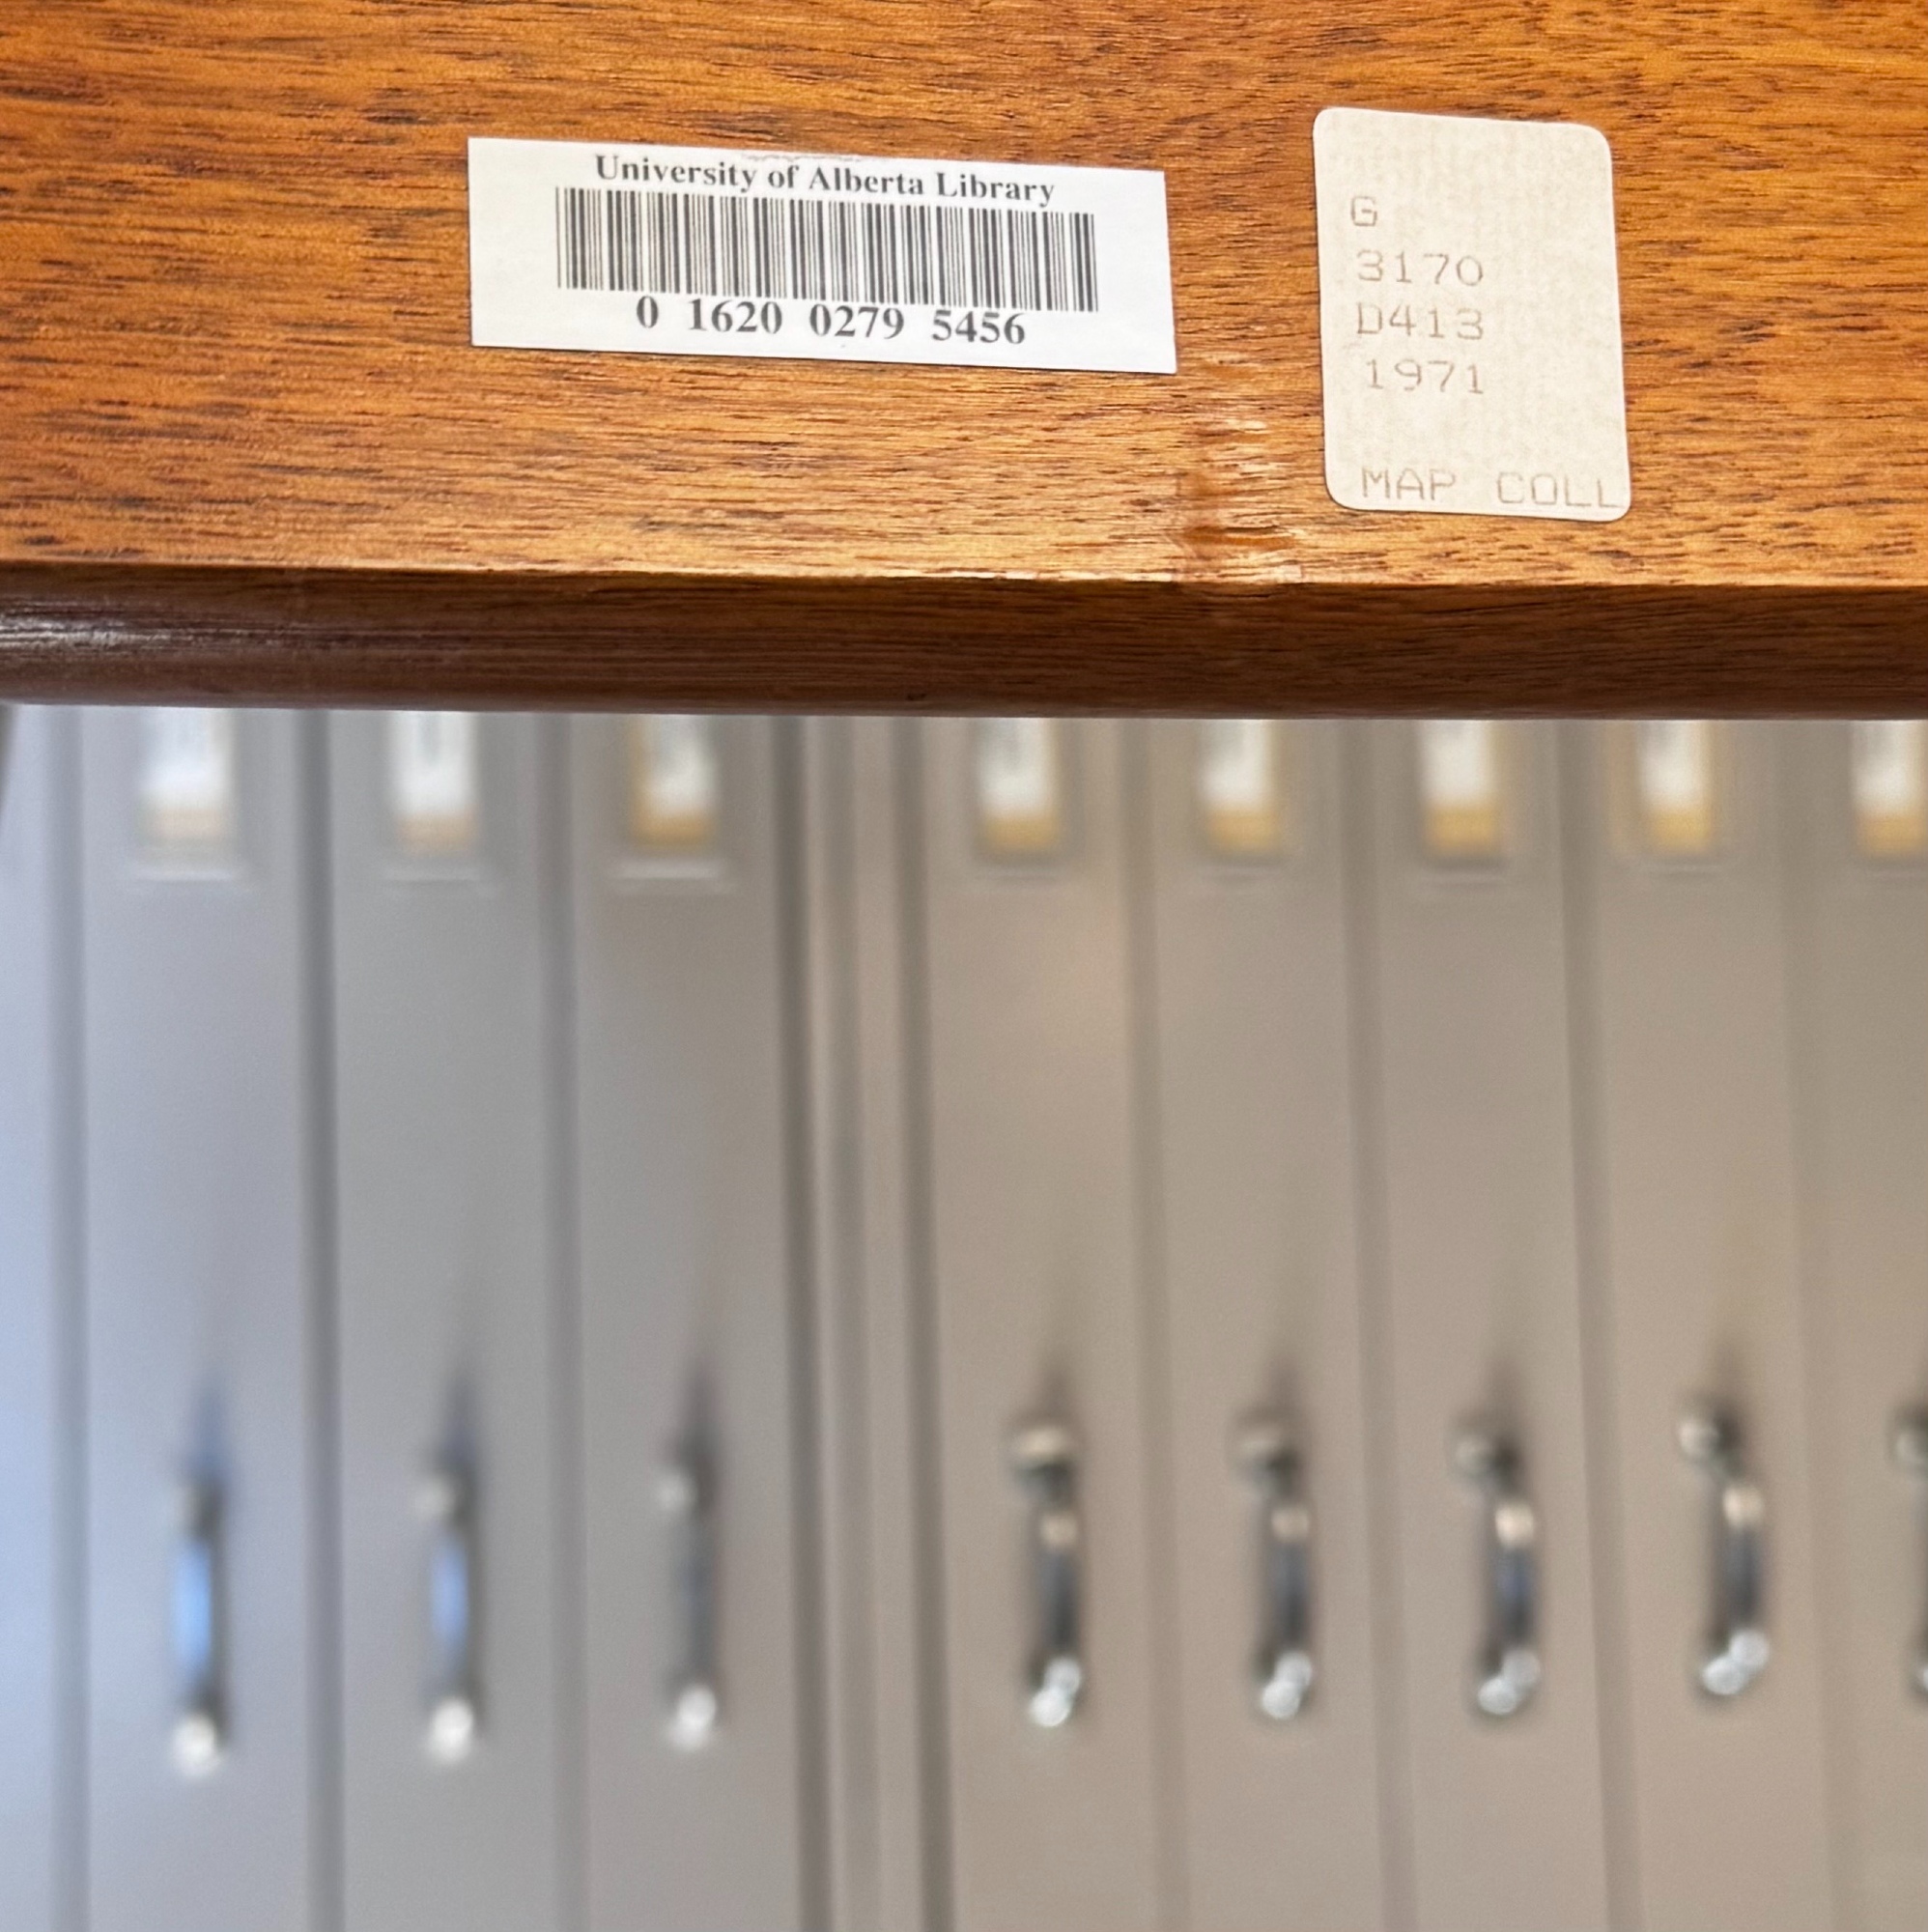 University of Alberta Library
0 1620 0279 5456
G
3170
D413
1971
MAP COLL